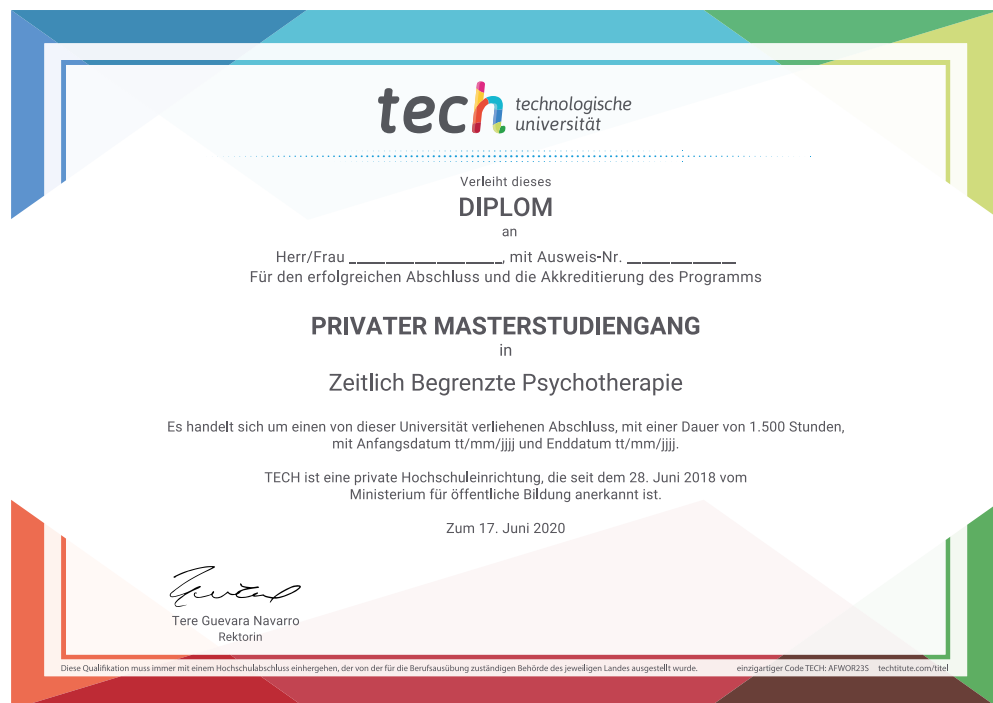 tech technologische
universität
Verleiht dieses
DIPLOM
an
Herr/Frau ____________________, mit Ausweis-Nr. ______________
Für den erfolgreichen Abschluss und die Akkreditierung des Programms
PRIVATER MASTERSTUDIENGANG
in
Zeitlich Begrenzte Psychotherapie
Es handelt sich um einen von dieser Universität verliehenen Abschluss, mit einer Dauer von 1.500 Stunden,
mit Anfangsdatum tt/mm/jjjj und Enddatum tt/mm/jjjj.
TECH ist eine private Hochschuleinrichtung, die seit dem 28. Juni 2018 vom
Ministerium für öffentliche Bildung anerkannt ist.
Zum 17. Juni 2020
Tere Guevara Navarro
Rektorin
Diese Qualifikation muss immer mit einem Hochschulabschluss einhergehen, der von der für die Berufsausübung zuständigen Behörde des jeweiligen Landes ausgestellt wurde. einzigartiger Code TECH: AFWOR23S techtitute.com/titel